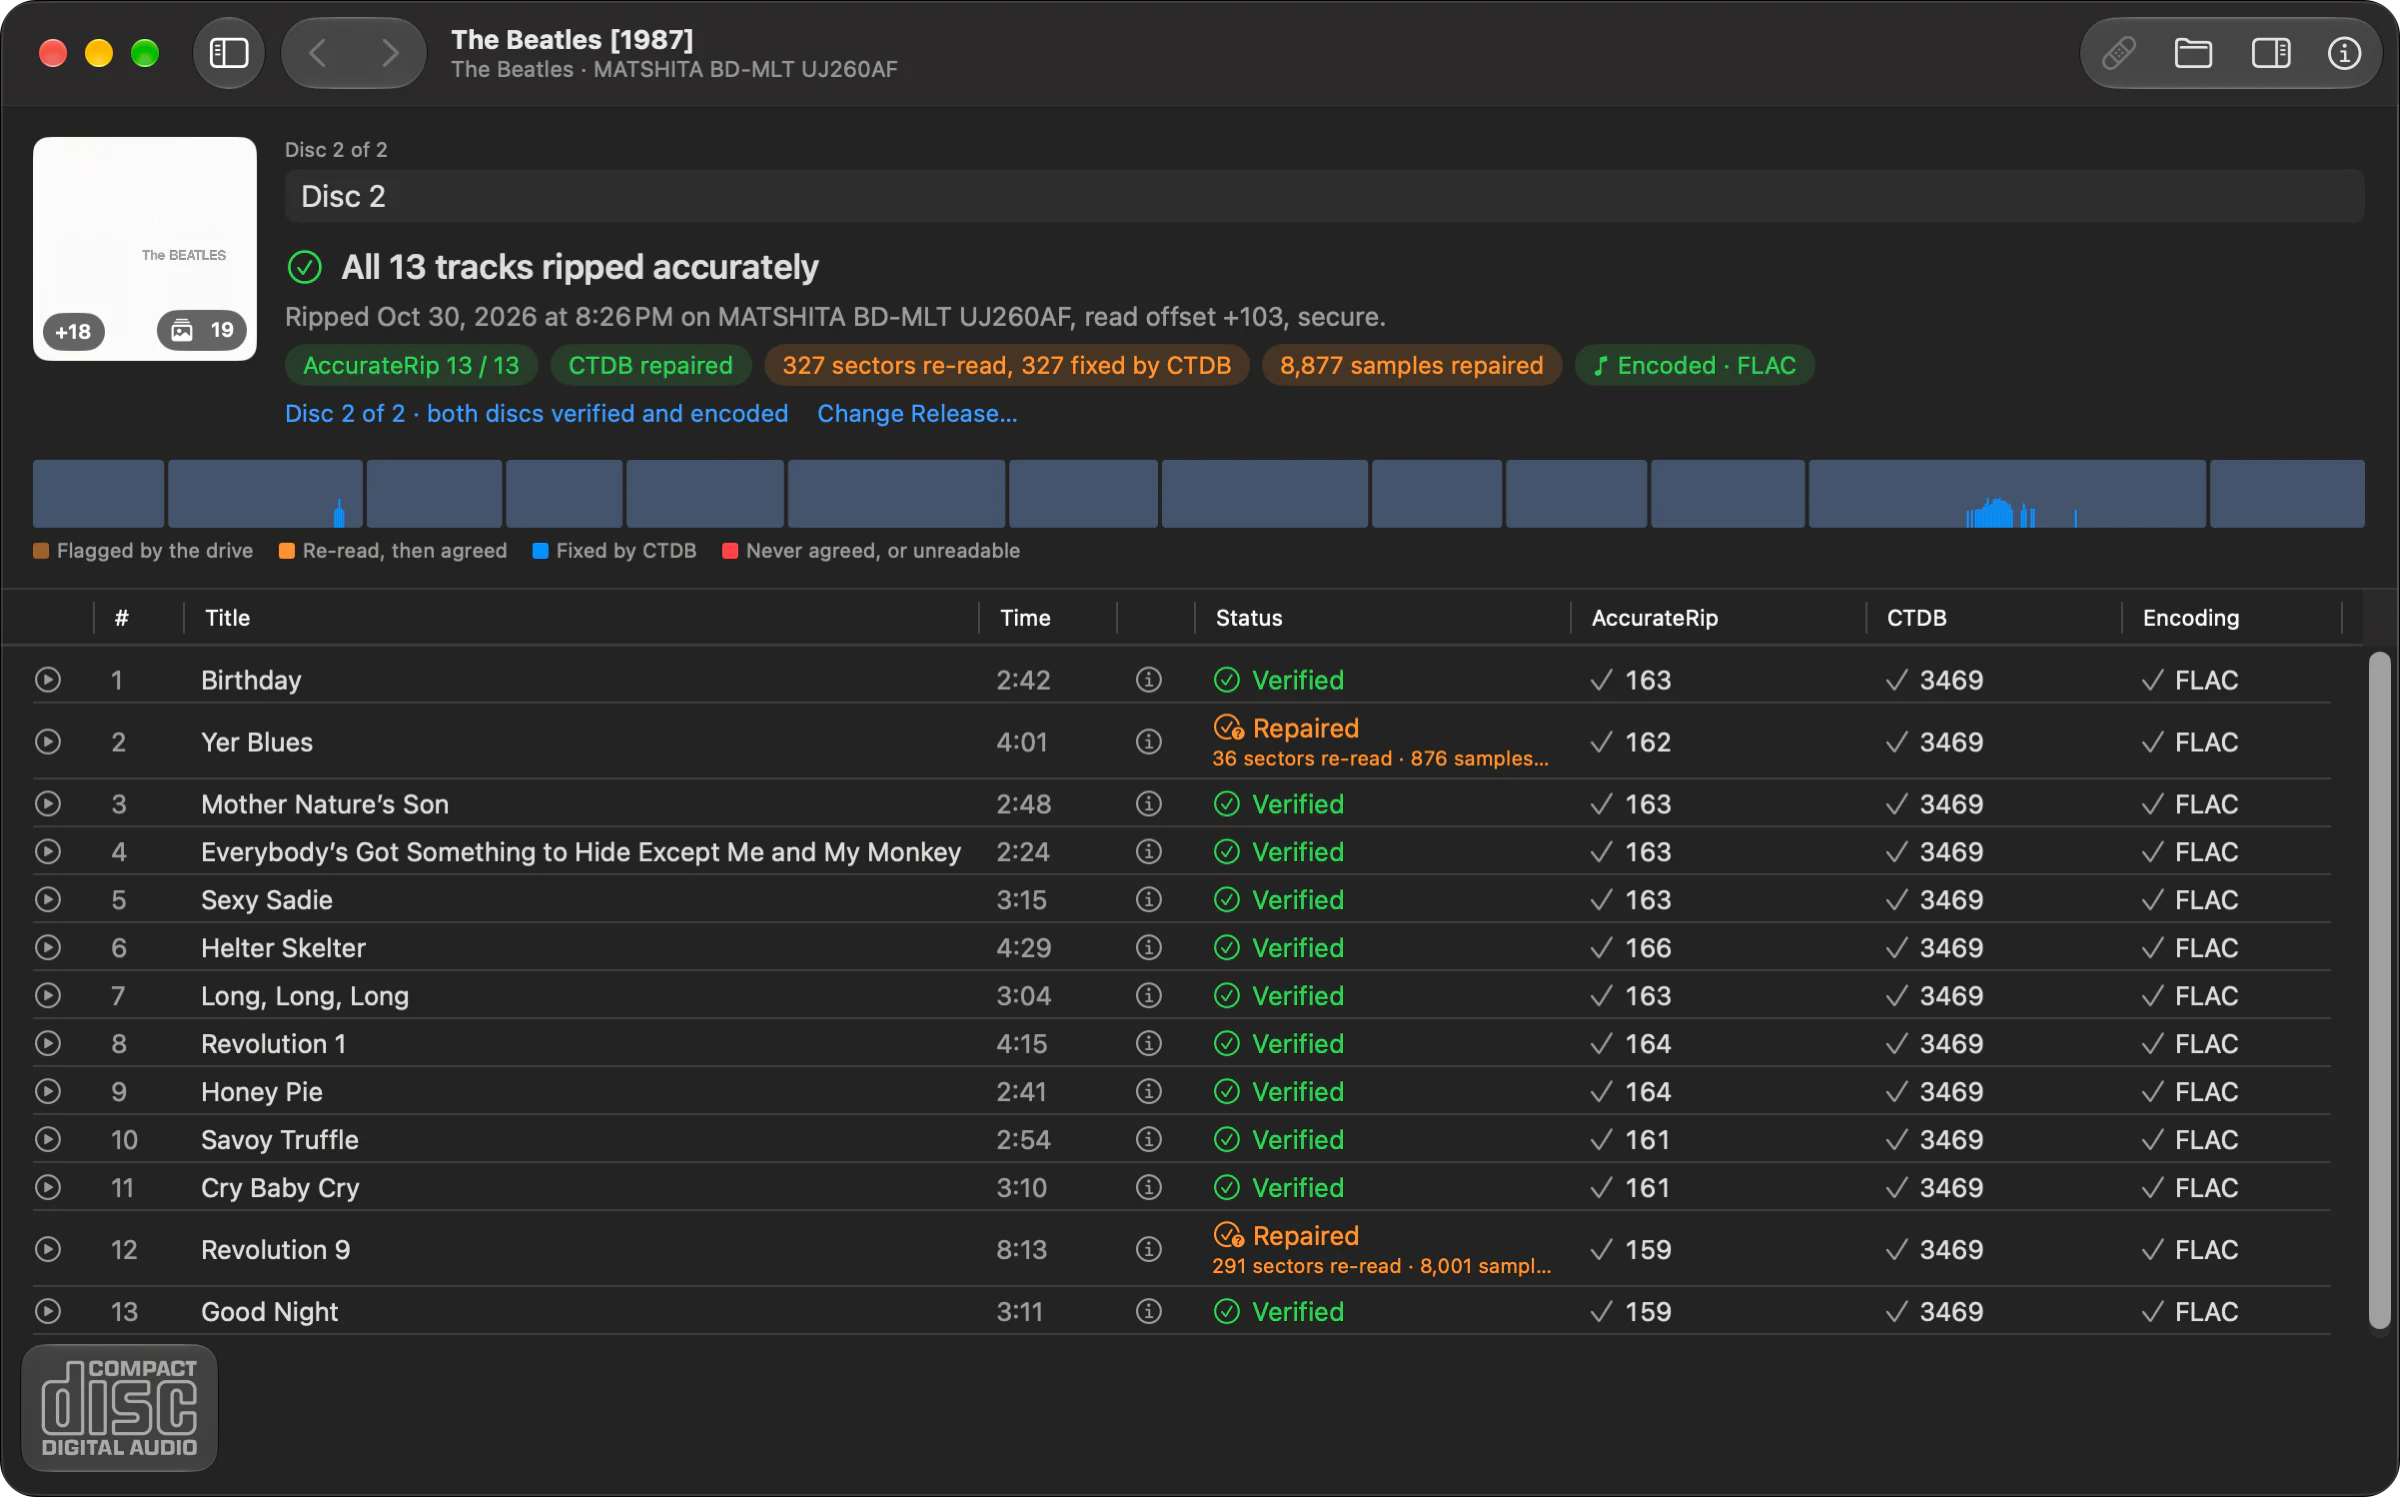 The Beatles [1987]
The Beatles · MATSHITA BD-MLT UJ260AF
Disc 2 of 2
Disc 2
The BEATLES
+18
19
All 13 tracks ripped accurately
Ripped Oct 30, 2026 at 8:26 PM on MATSHITA BD-MLT UJ260AF, read offset +103, secure.
AccurateRip 13 / 13 CTDB repaired 327 sectors re-read, 327 fixed by CTDB 8,877 samples repaired Encoded · FLAC
Disc 2 of 2 · both discs verified and encoded Change Release...
Flagged by the drive Re-read, then agreed Fixed by CTDB Never agreed, or unreadable
# Title Time Status AccurateRip CTDB Encoding
1 Birthday 2:42 Verified 163 3469 FLAC
2 Yer Blues 4:01 Repaired 162 3469 FLAC
36 sectors re-read · 876 samples...
3 Mother Nature’s Son 2:48 Verified 163 3469 FLAC
4 Everybody’s Got Something to Hide Except Me and My Monkey 2:24 Verified 163 3469 FLAC
5 Sexy Sadie 3:15 Verified 163 3469 FLAC
6 Helter Skelter 4:29 Verified 166 3469 FLAC
7 Long, Long, Long 3:04 Verified 163 3469 FLAC
8 Revolution 1 4:15 Verified 164 3469 FLAC
9 Honey Pie 2:41 Verified 164 3469 FLAC
10 Savoy Truffle 2:54 Verified 161 3469 FLAC
11 Cry Baby Cry 3:10 Verified 161 3469 FLAC
12 Revolution 9 8:13 Repaired 159 3469 FLAC
291 sectors re-read · 8,001 sampl...
13 Good Night 3:11 Verified 159 3469 FLAC
COMPACT
disc
DIGITAL AUDIO